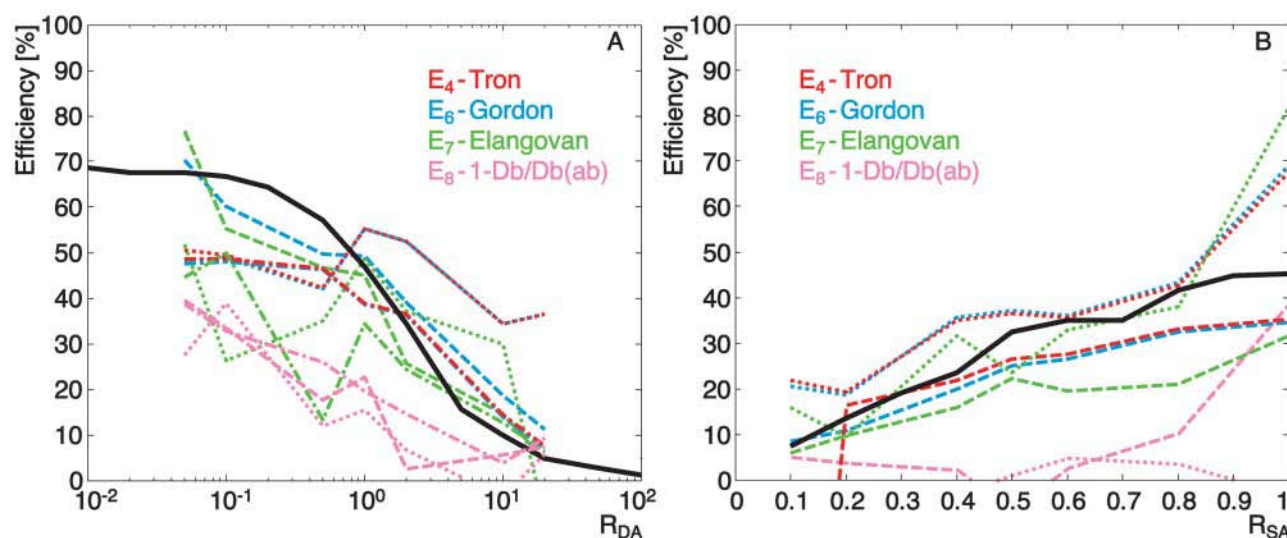 Efficiency [%]
100
90
80
70
60
50
40
30
20
10
0
A
E4 - Tron
E6 - Gordon
E7 - Elangovan
E8 - 1-Db/Db(ab)
10-2
10-1
100
101
102
RDA
Efficiency [%]
100
90
80
70
60
50
40
30
20
10
0
B
E4 - Tron
E6 - Gordon
E7 - Elangovan
E8 - 1-Db/Db(ab)
0
0.1
0.2
0.3
0.4
0.5
0.6
0.7
0.8
0.9
1
RSA